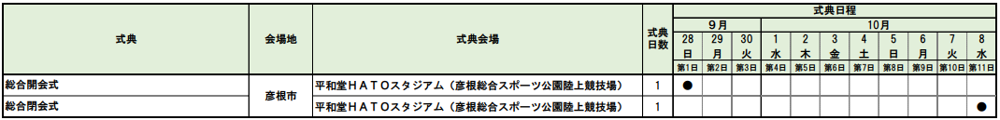 式典 会場地 式典会場 式典日数 式典日程
９月 10月
28 29 30 1 2 3 4 5 6 7 8
日 月 火 水 木 金 土 日 月 火 水
第1日 第2日 第3日 第4日 第5日 第6日 第7日 第8日 第9日 第10日 第11日
総合開会式 彦根市 平和堂ＨＡＴＯスタジアム（彦根総合スポーツ公園陸上競技場） 1 ●
総合閉会式 平和堂ＨＡＴＯスタジアム（彦根総合スポーツ公園陸上競技場） 1 ●